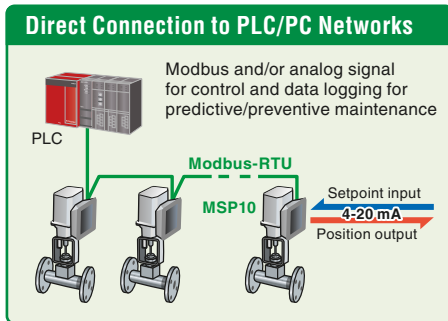 Direct Connection to PLC/PC Networks
Modbus and/or analog signal
for control and data logging for
predictive/preventive maintenance
PLC
Modbus-RTU
MSP10
Setpoint input
4-20 mA
Position output